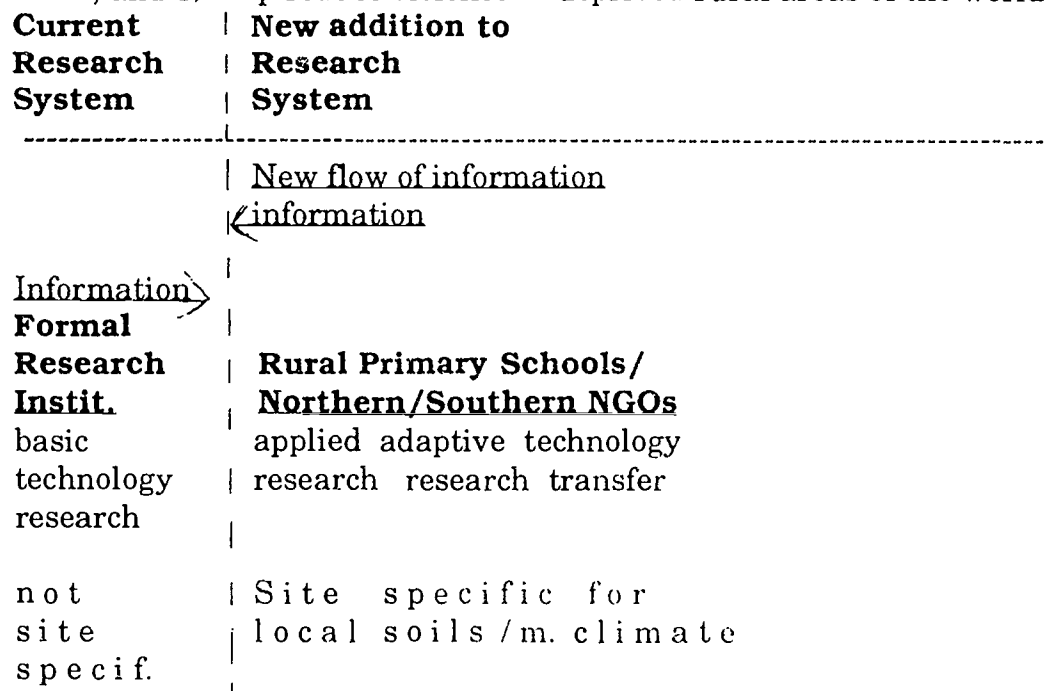 Current | New addition to
Research | Research
System | System
New flow of information
information
Information
Formal
Research | Rural Primary Schools/
Instit. | Northern/Southern NGOs
basic | applied adaptive technology
technology | research research transfer
research
not | Site specific for
site | local soils/m. climate
specif.